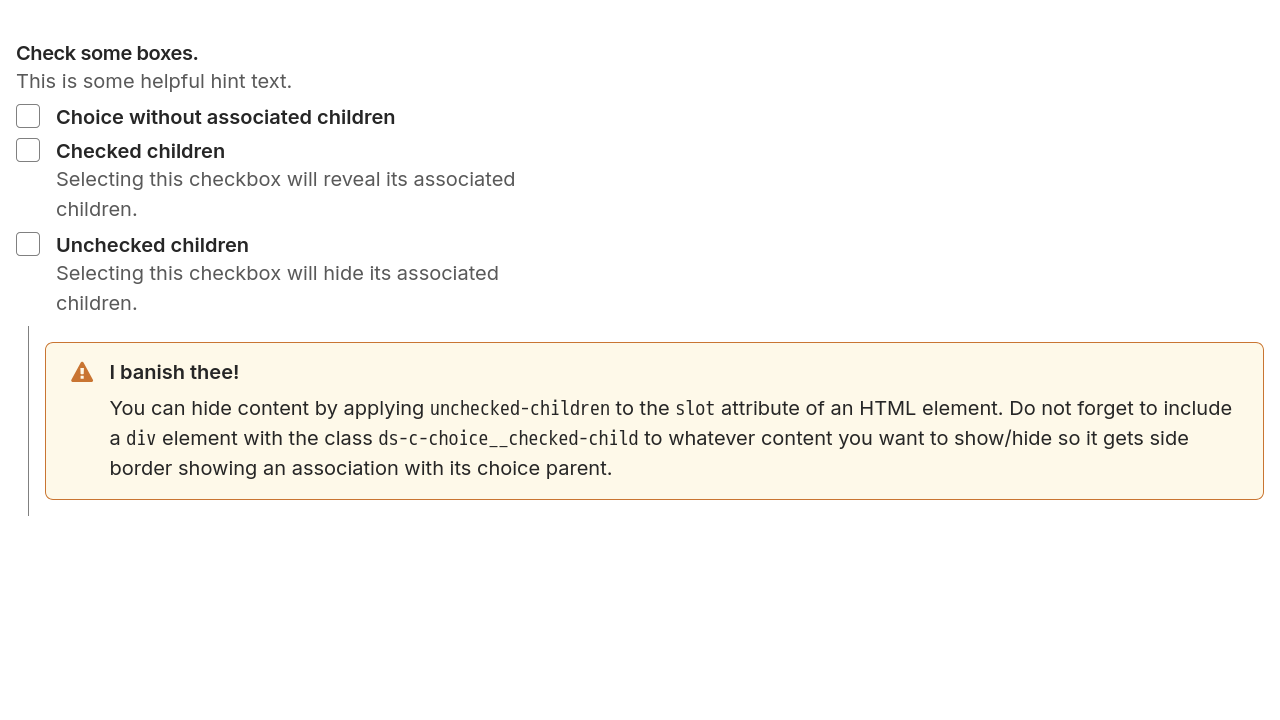 Check some boxes.
This is some helpful hint text.
Choice without associated children
Checked children
Selecting this checkbox will reveal its associated
children.
Unchecked children
Selecting this checkbox will hide its associated
children.
I banish thee!
You can hide content by applying unchecked-children to the slot attribute of an HTML element. Do not forget to include
a div element with the class ds-c-choice__checked-child to whatever content you want to show/hide so it gets side
border showing an association with its choice parent.